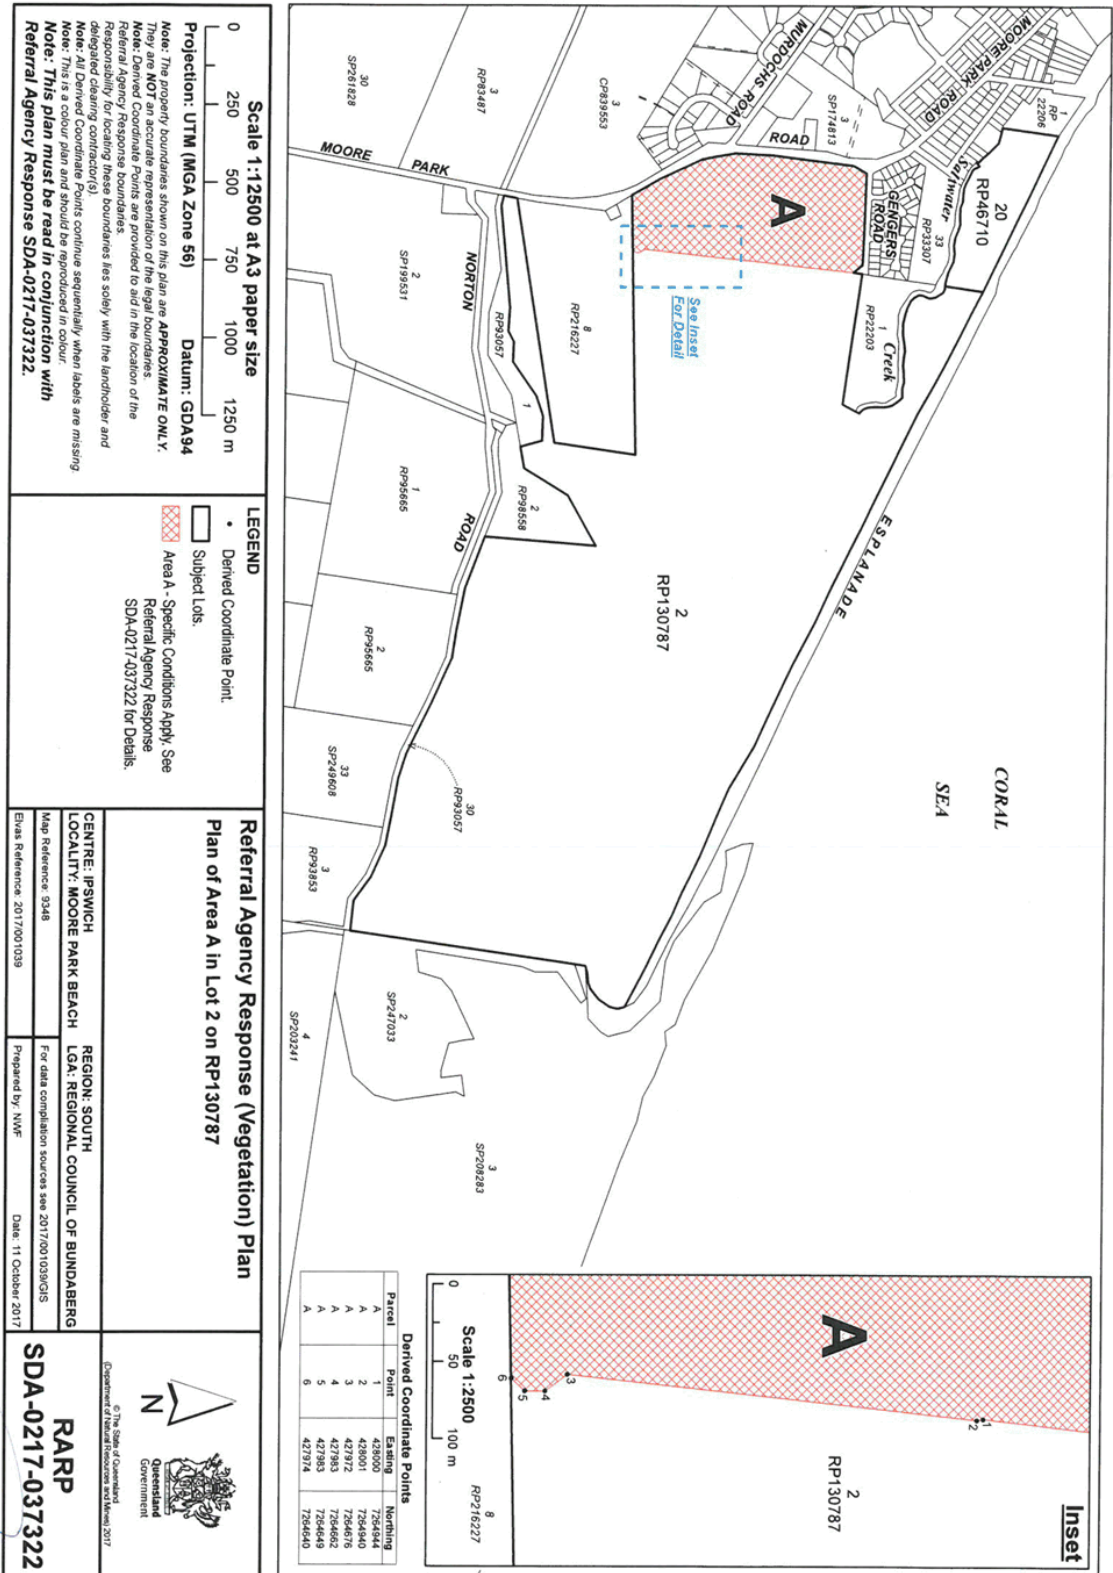 MOORE PARK ROAD
MURDOCHS ROAD
1
RP
22206
3
SP174813
ROAD
Saltwater
20
RP46710
33
RP33307
GENGERS
ROAD
3
CP839553
3
RP83487
30
SP261828
MOORE PARK
A
1
RP22203
Creek
See Inset
For Detail
8
RP216227
NORTON
RP93057
1
2
SP199531
ESPLANADE
2
RP98558
1
RP95665
ROAD
2
RP130787
2
RP95665
30
RP93057
33
SP249608
3
RP93853
CORAL
SEA
2
SP247033
4
SP203241
3
SP208283
Inset
A
1
2
3
4
5
6
2
RP130787
8
RP216227
Scale 1:2500
0 50 100 m
Derived Coordinate Points
Parcel Point Easting Northing
A 1 428000 7264944
A 2 428001 7264940
A 3 427972 7264676
A 4 427983 7264662
A 5 427983 7264649
A 6 427974 7264640
Scale 1:12500 at A3 paper size
0 250 500 750 1000 1250 m
Projection: UTM (MGA Zone 56) Datum: GDA94
Note: The property boundaries shown on this plan are APPROXIMATE ONLY.
They are NOT an accurate representation of the legal boundaries.
Note: Derived Coordinate Points are provided to aid in the location of the
Referral Agency Response boundaries.
Responsibility for locating these boundaries lies solely with the landholder and
delegated clearing contractor(s).
Note: All Derived Coordinate Points continue sequentially when labels are missing.
Note: This is a colour plan and should be reproduced in colour.
Note: This plan must be read in conjunction with
Referral Agency Response SDA-0217-037322.
LEGEND
Derived Coordinate Point.
Subject Lots.
Area A - Specific Conditions Apply. See
Referral Agency Response
SDA-0217-037322 for Details.
Referral Agency Response (Vegetation) Plan
Plan of Area A in Lot 2 on RP130787
CENTRE: IPSWICH REGION: SOUTH
LOCALITY: MOORE PARK BEACH LGA: REGIONAL COUNCIL OF BUNDABERG
Map Reference: 9348 For data compilation sources see 2017/001039/GIS
Elvas Reference: 2017/001039 Prepared by: NWF Date: 11 October 2017
N
Queensland
Government
© The State of Queensland
(Department of Natural Resources and Mines) 2017
RARP
SDA-0217-037322